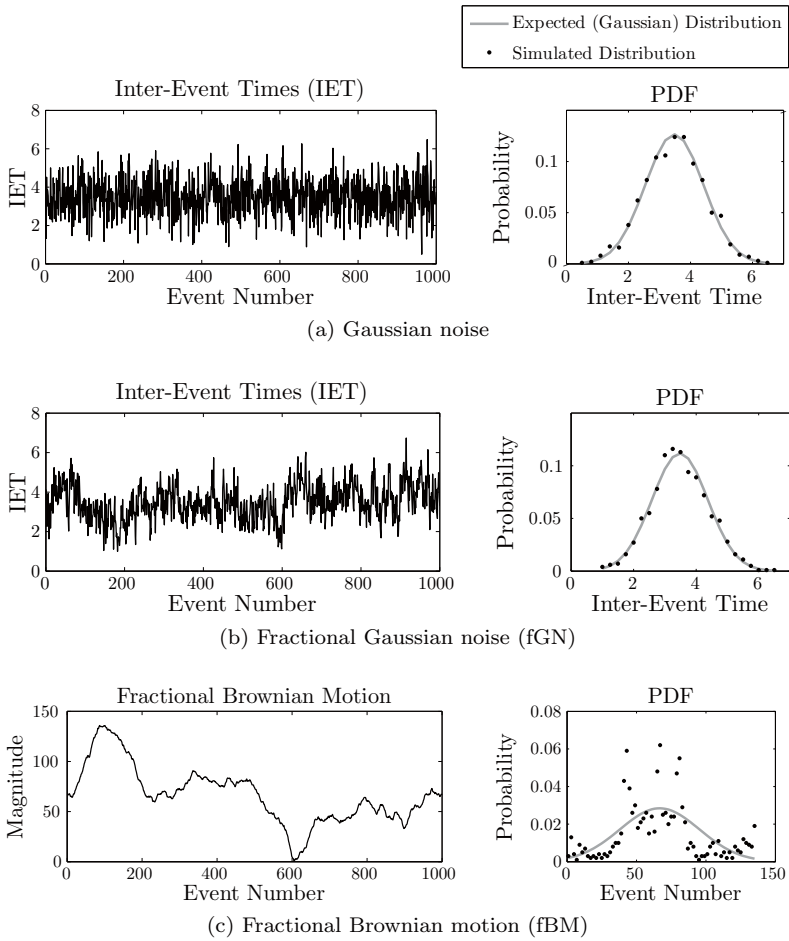 Expected (Gaussian) Distribution
Simulated Distribution
Inter-Event Times (IET)
8
6
4
2
0
IET
0 200 400 600 800 1000
Event Number
PDF
Probability
0.1
0.05
0
0 2 4 6
Inter-Event Time
(a) Gaussian noise
Inter-Event Times (IET)
8
6
4
2
0
IET
0 200 400 600 800 1000
Event Number
PDF
Probability
0.1
0.05
0
0 2 4 6
Inter-Event Time
(b) Fractional Gaussian noise (fGN)
Fractional Brownian Motion
150
100
50
0
Magnitude
0 200 400 600 800 1000
Event Number
PDF
0.08
0.06
0.04
0.02
0
Probability
0 50 100 150
Event Number
(c) Fractional Brownian motion (fBM)